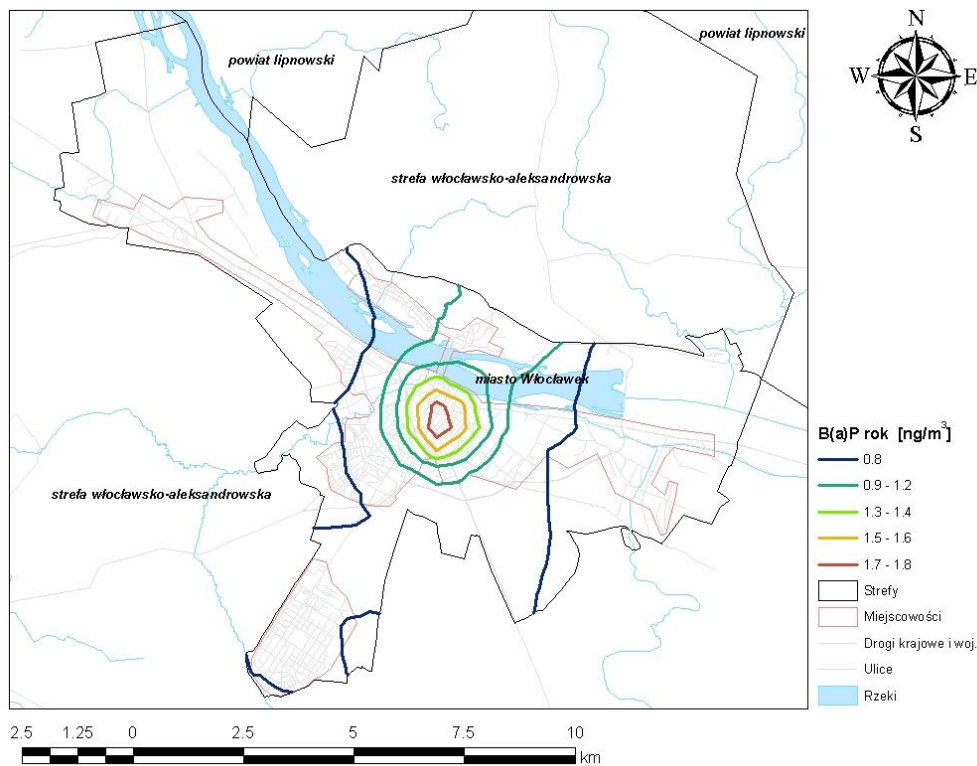 powiat lipnowski
powiat lipnowski
N
W E
S
strefa włocławsko-aleksandrowska
miasto Włocławek
strefa włocławsko-aleksandrowska
B(a)P rok [ng/m³]
0.8
0.9 - 1.2
1.3 - 1.4
1.5 - 1.6
1.7 - 1.8
Strefy
Miejscowości
Drogi krajowe i woj.
Ulice
Rzeki
2.5 1.25 0 2.5 5 7.5 10
km